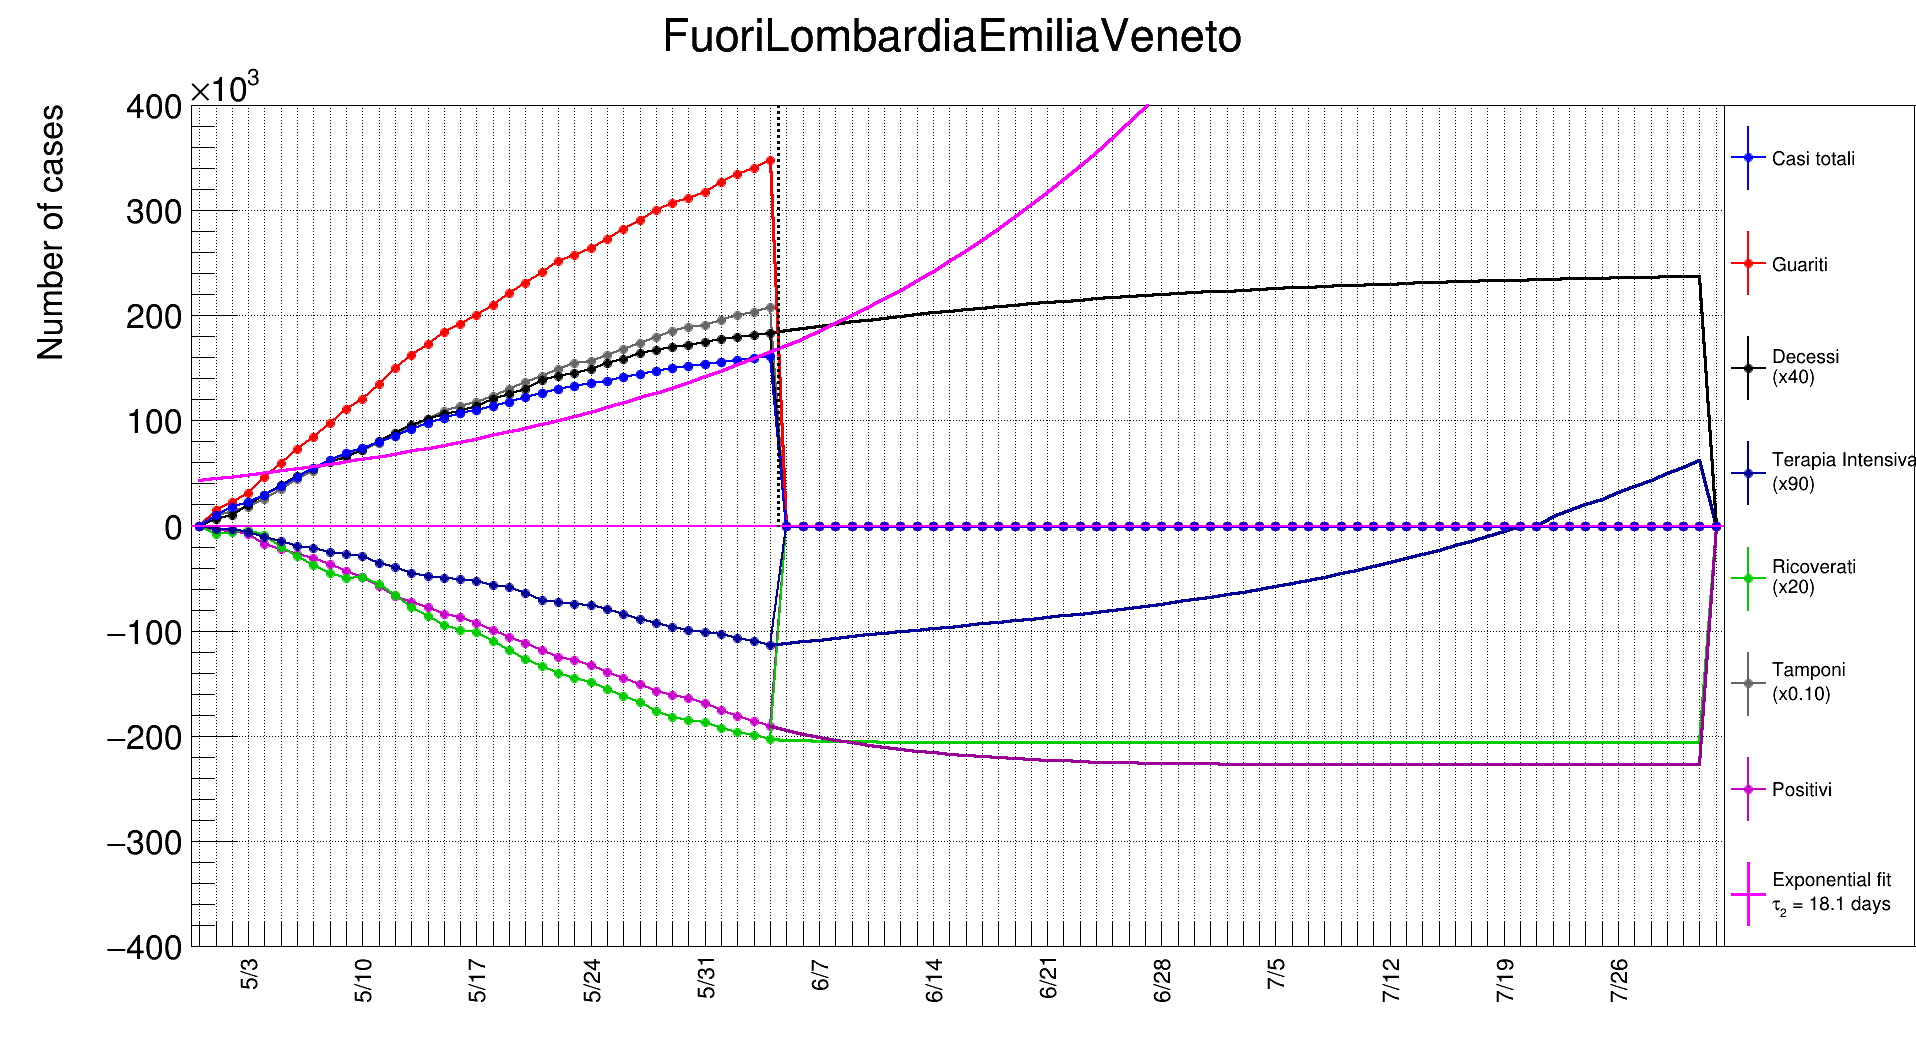 FuoriLombardiaEmiliaVeneto
×10³
Number of cases
400
300
200
100
0
−100
−200
−300
−400
5/3
5/10
5/17
5/24
5/31
6/7
6/14
6/21
6/28
7/5
7/12
7/19
7/26
Casi totali
Guariti
Decessi
(x40)
Terapia Intensiva
(x90)
Ricoverati
(x20)
Tamponi
(x0.10)
Positivi
Exponential fit
τ₂ = 18.1 days